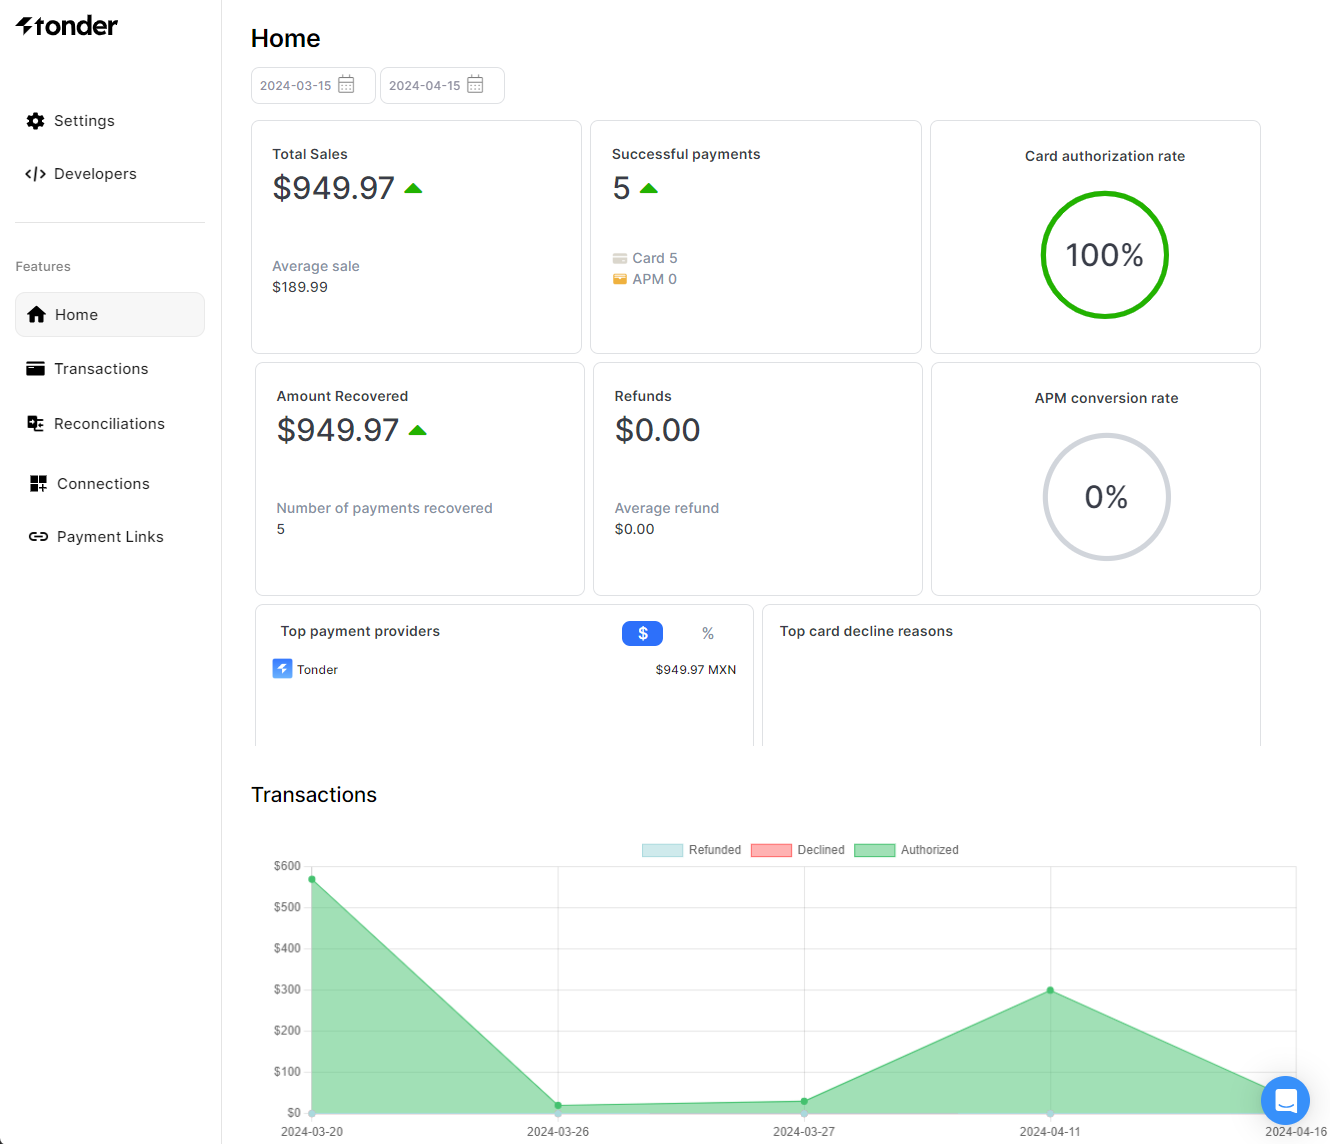 tonder
Settings
Developers
Features
Home
Transactions
Reconciliations
Connections
Payment Links
Home
2024-03-15
2024-04-15
Total Sales
$949.97
Average sale
$189.99
Successful payments
5
Card 5
APM 0
Card authorization rate
100%
Amount Recovered
$949.97
Number of payments recovered
5
Refunds
$0.00
Average refund
$0.00
APM conversion rate
0%
Top payment providers
$ %
Tonder $949.97 MXN
Top card decline reasons
Transactions
Refunded Declined Authorized
$600
$500
$400
$300
$200
$100
$0
2024-03-20 2024-03-26 2024-03-27 2024-04-11 2024-04-16